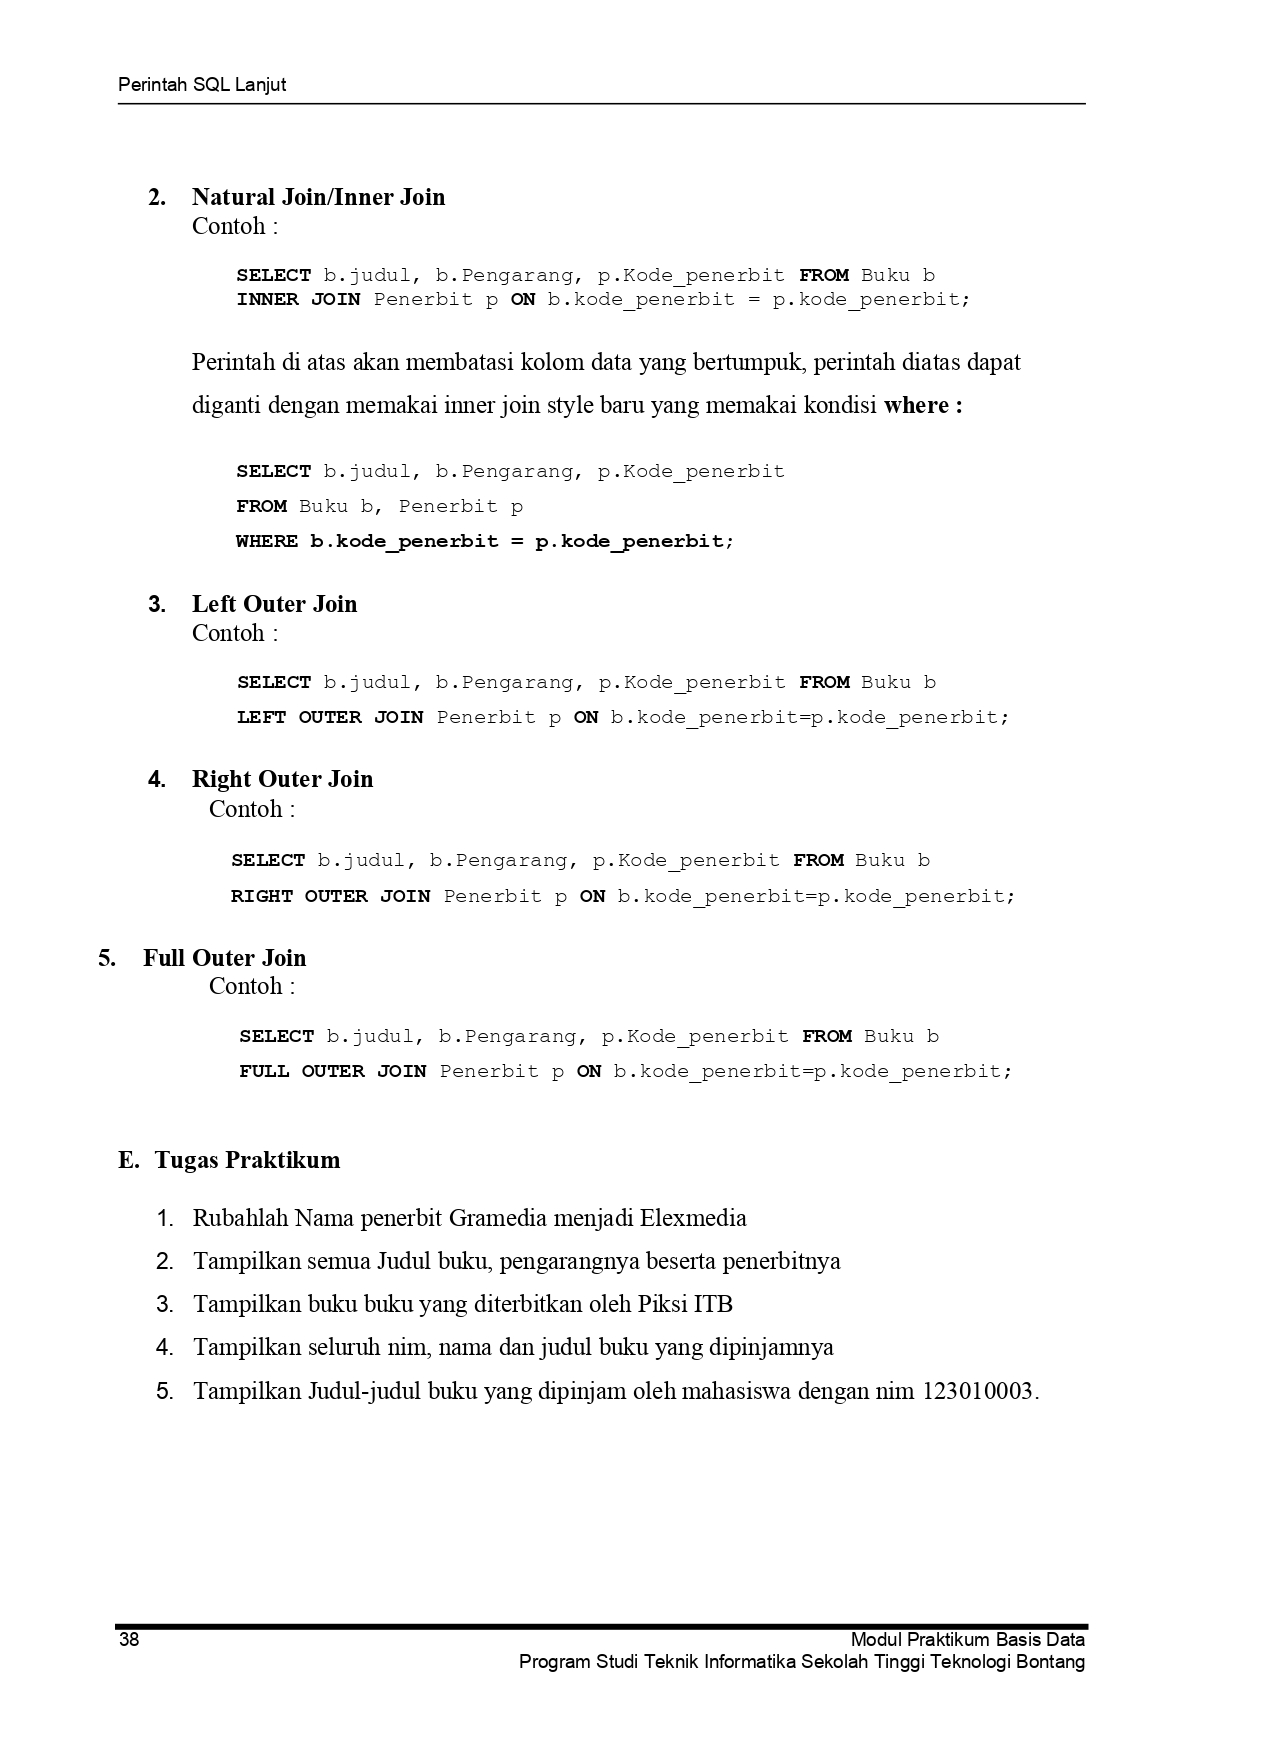 Perintah SQL Lanjut
2. Natural Join/Inner Join
Contoh :
SELECT b.judul, b.Pengarang, p.Kode_penerbit FROM Buku b
INNER JOIN Penerbit p ON b.kode_penerbit = p.kode_penerbit;
Perintah di atas akan membatasi kolom data yang bertumpuk, perintah diatas dapat
diganti dengan memakai inner join style baru yang memakai kondisi where :
SELECT b.judul, b.Pengarang, p.Kode_penerbit
FROM Buku b, Penerbit p
WHERE b.kode_penerbit = p.kode_penerbit;
3. Left Outer Join
Contoh :
SELECT b.judul, b.Pengarang, p.Kode_penerbit FROM Buku b
LEFT OUTER JOIN Penerbit p ON b.kode_penerbit=p.kode_penerbit;
4. Right Outer Join
Contoh :
SELECT b.judul, b.Pengarang, p.Kode_penerbit FROM Buku b
RIGHT OUTER JOIN Penerbit p ON b.kode_penerbit=p.kode_penerbit;
5. Full Outer Join
Contoh :
SELECT b.judul, b.Pengarang, p.Kode_penerbit FROM Buku b
FULL OUTER JOIN Penerbit p ON b.kode_penerbit=p.kode_penerbit;
E. Tugas Praktikum
1. Rubahlah Nama penerbit Gramedia menjadi Elexmedia
2. Tampilkan semua Judul buku, pengarangnya beserta penerbitnya
3. Tampilkan buku buku yang diterbitkan oleh Piksi ITB
4. Tampilkan seluruh nim, nama dan judul buku yang dipinjamnya
5. Tampilkan Judul-judul buku yang dipinjam oleh mahasiswa dengan nim 123010003.
38 Modul Praktikum Basis Data
Program Studi Teknik Informatika Sekolah Tinggi Teknologi Bontang